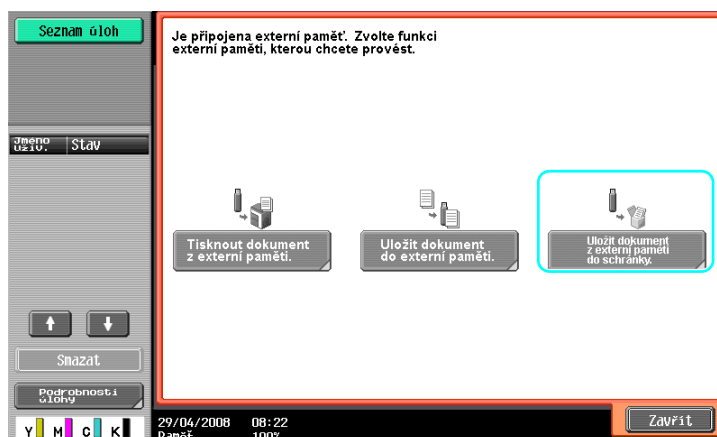 Seznam úloh
Je připojena externí paměť. Zvolte funkci
externí paměti, kterou chcete provést.
Jméno
uživ.
Stav
Tisknout dokument
z externí paměti.
Uložit dokument
do externí paměti.
Uložit dokument
z externí pameti
do schránky.
Smazat
Podrobnosti
úlohy
Zavřít
29/04/2008 08:22
Paměť 100%
Y M C K